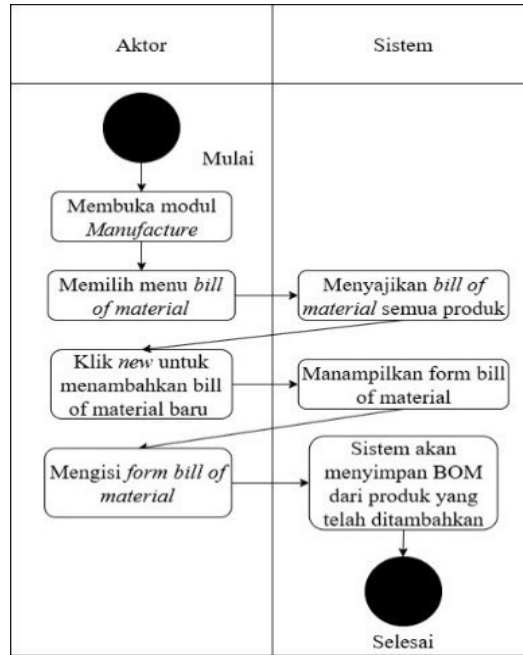 Aktor
Sistem
Mulai
Membuka modul
Manufacture
Memilih menu bill
of material
Menyajikan bill of
material semua produk
Klik new untuk
menambahkan bill
of material baru
Manampilkan form bill
of material
Mengisi form bill of
material
Sistem akan
menyimpan BOM
dari produk yang
telah ditambahkan
Selesai